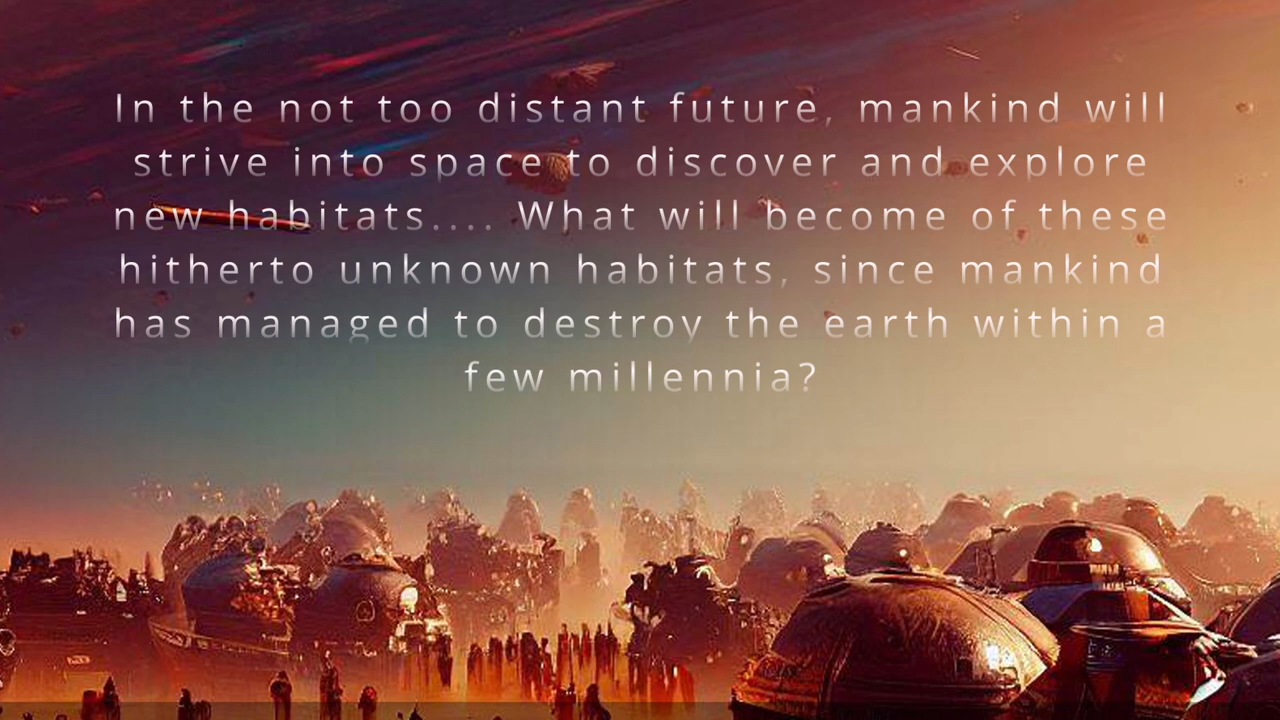 In the not too distant future, mankind will
strive into space to discover and explore
new habitats.... What will become of these
hitherto unknown habitats, since mankind
has managed to destroy the earth within a
few millennia?